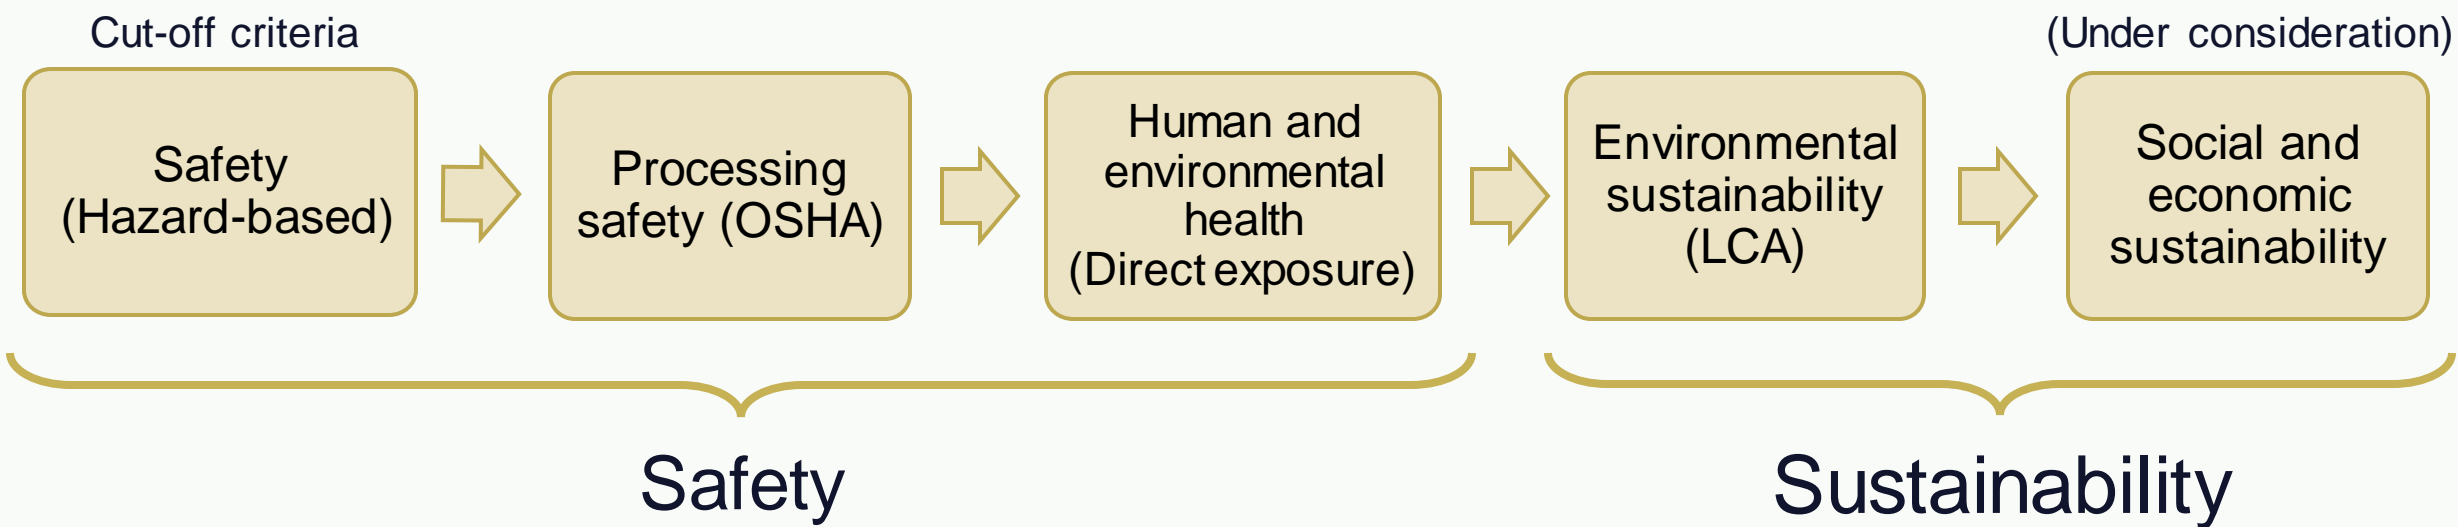 Cut-off criteria
(Under consideration)
Safety
(Hazard-based)
Processing
safety (OSHA)
Human and
environmental
health
(Direct exposure)
Environmental
sustainability
(LCA)
Social and
economic
sustainability
Safety
Sustainability